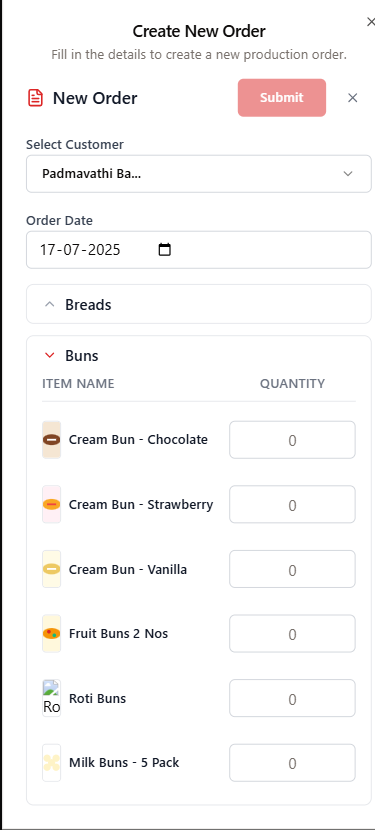 Create New Order
Fill in the details to create a new production order.
New Order
Submit
Select Customer
Padmavathi Ba...
Order Date
17-07-2025
Breads
Buns
ITEM NAME QUANTITY
Cream Bun - Chocolate 0
Cream Bun - Strawberry 0
Cream Bun - Vanilla 0
Fruit Buns 2 Nos 0
Ro
Roti Buns 0
Milk Buns - 5 Pack 0